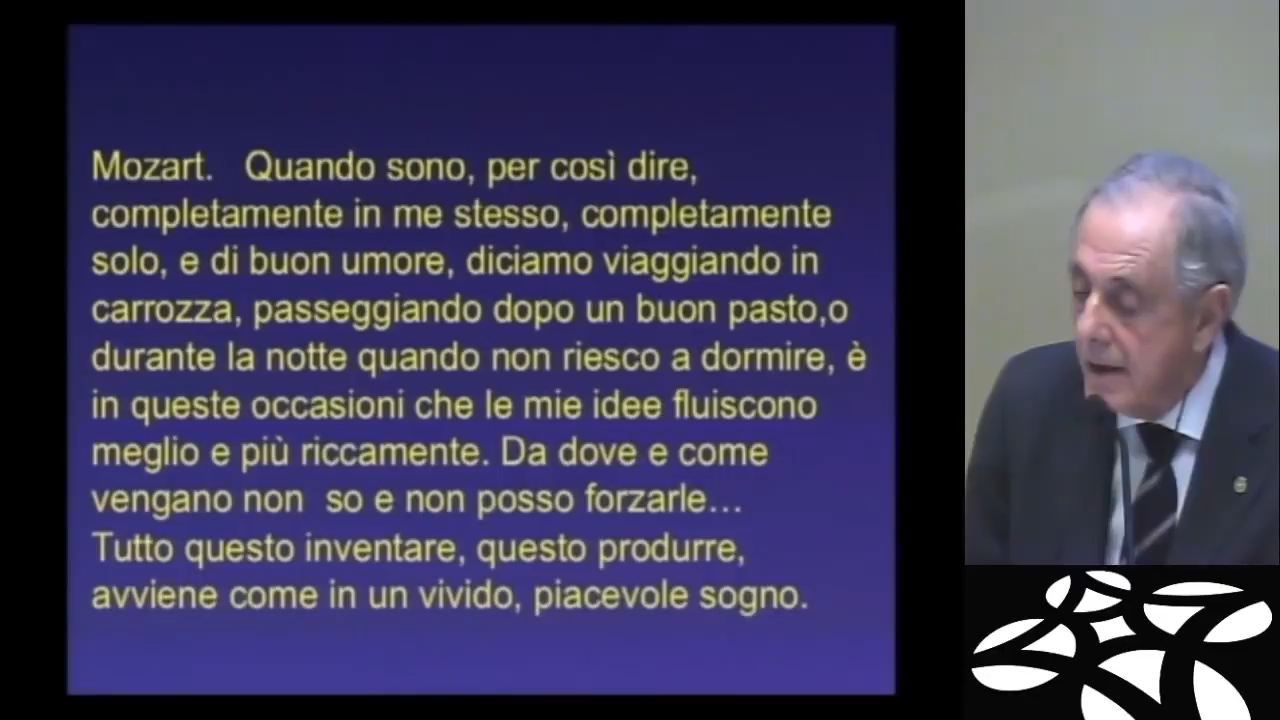 Mozart. Quando sono, per così dire,
completamente in me stesso, completamente
solo, e di buon umore, diciamo viaggiando in
carrozza, passeggiando dopo un buon pasto,o
durante la notte quando non riesco a dormire, è
in queste occasioni che le mie idee fluiscono
meglio e più riccamente. Da dove e come
vengano non so e non posso forzarle…
Tutto questo inventare, questo produrre,
avviene come in un vivido, piacevole sogno.